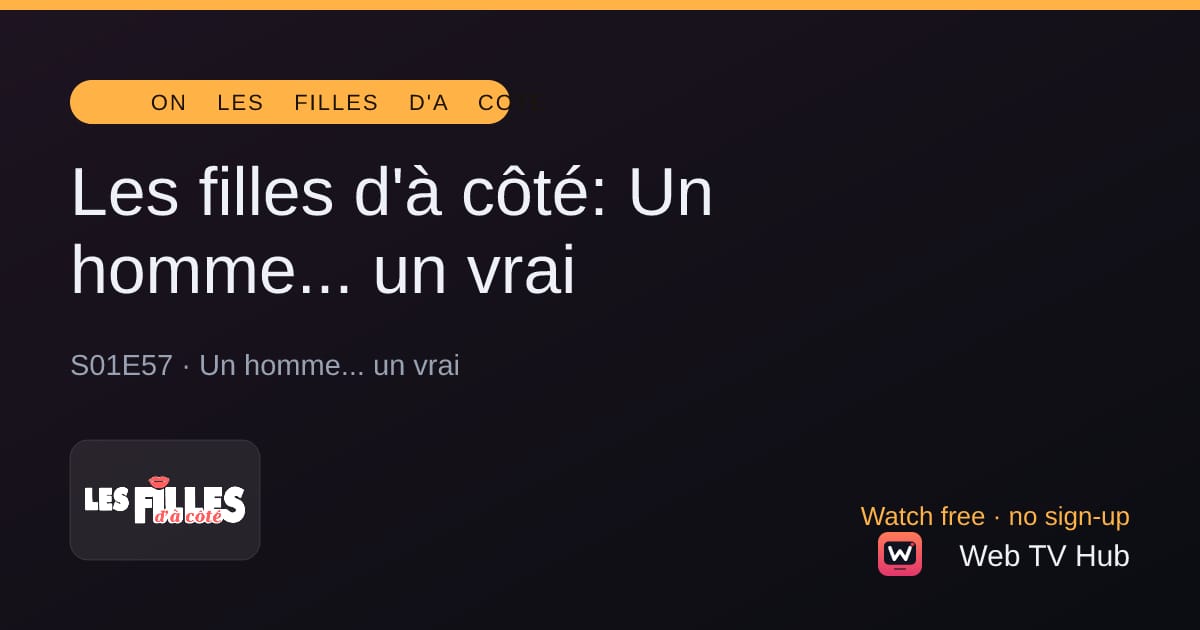 ON LES FILLES D'A CO
Les filles d'à côté: Un
homme... un vrai
S01E57 · Un homme... un vrai
LES FILLES
d'à côté
Watch free · no sign-up
W
Web TV Hub